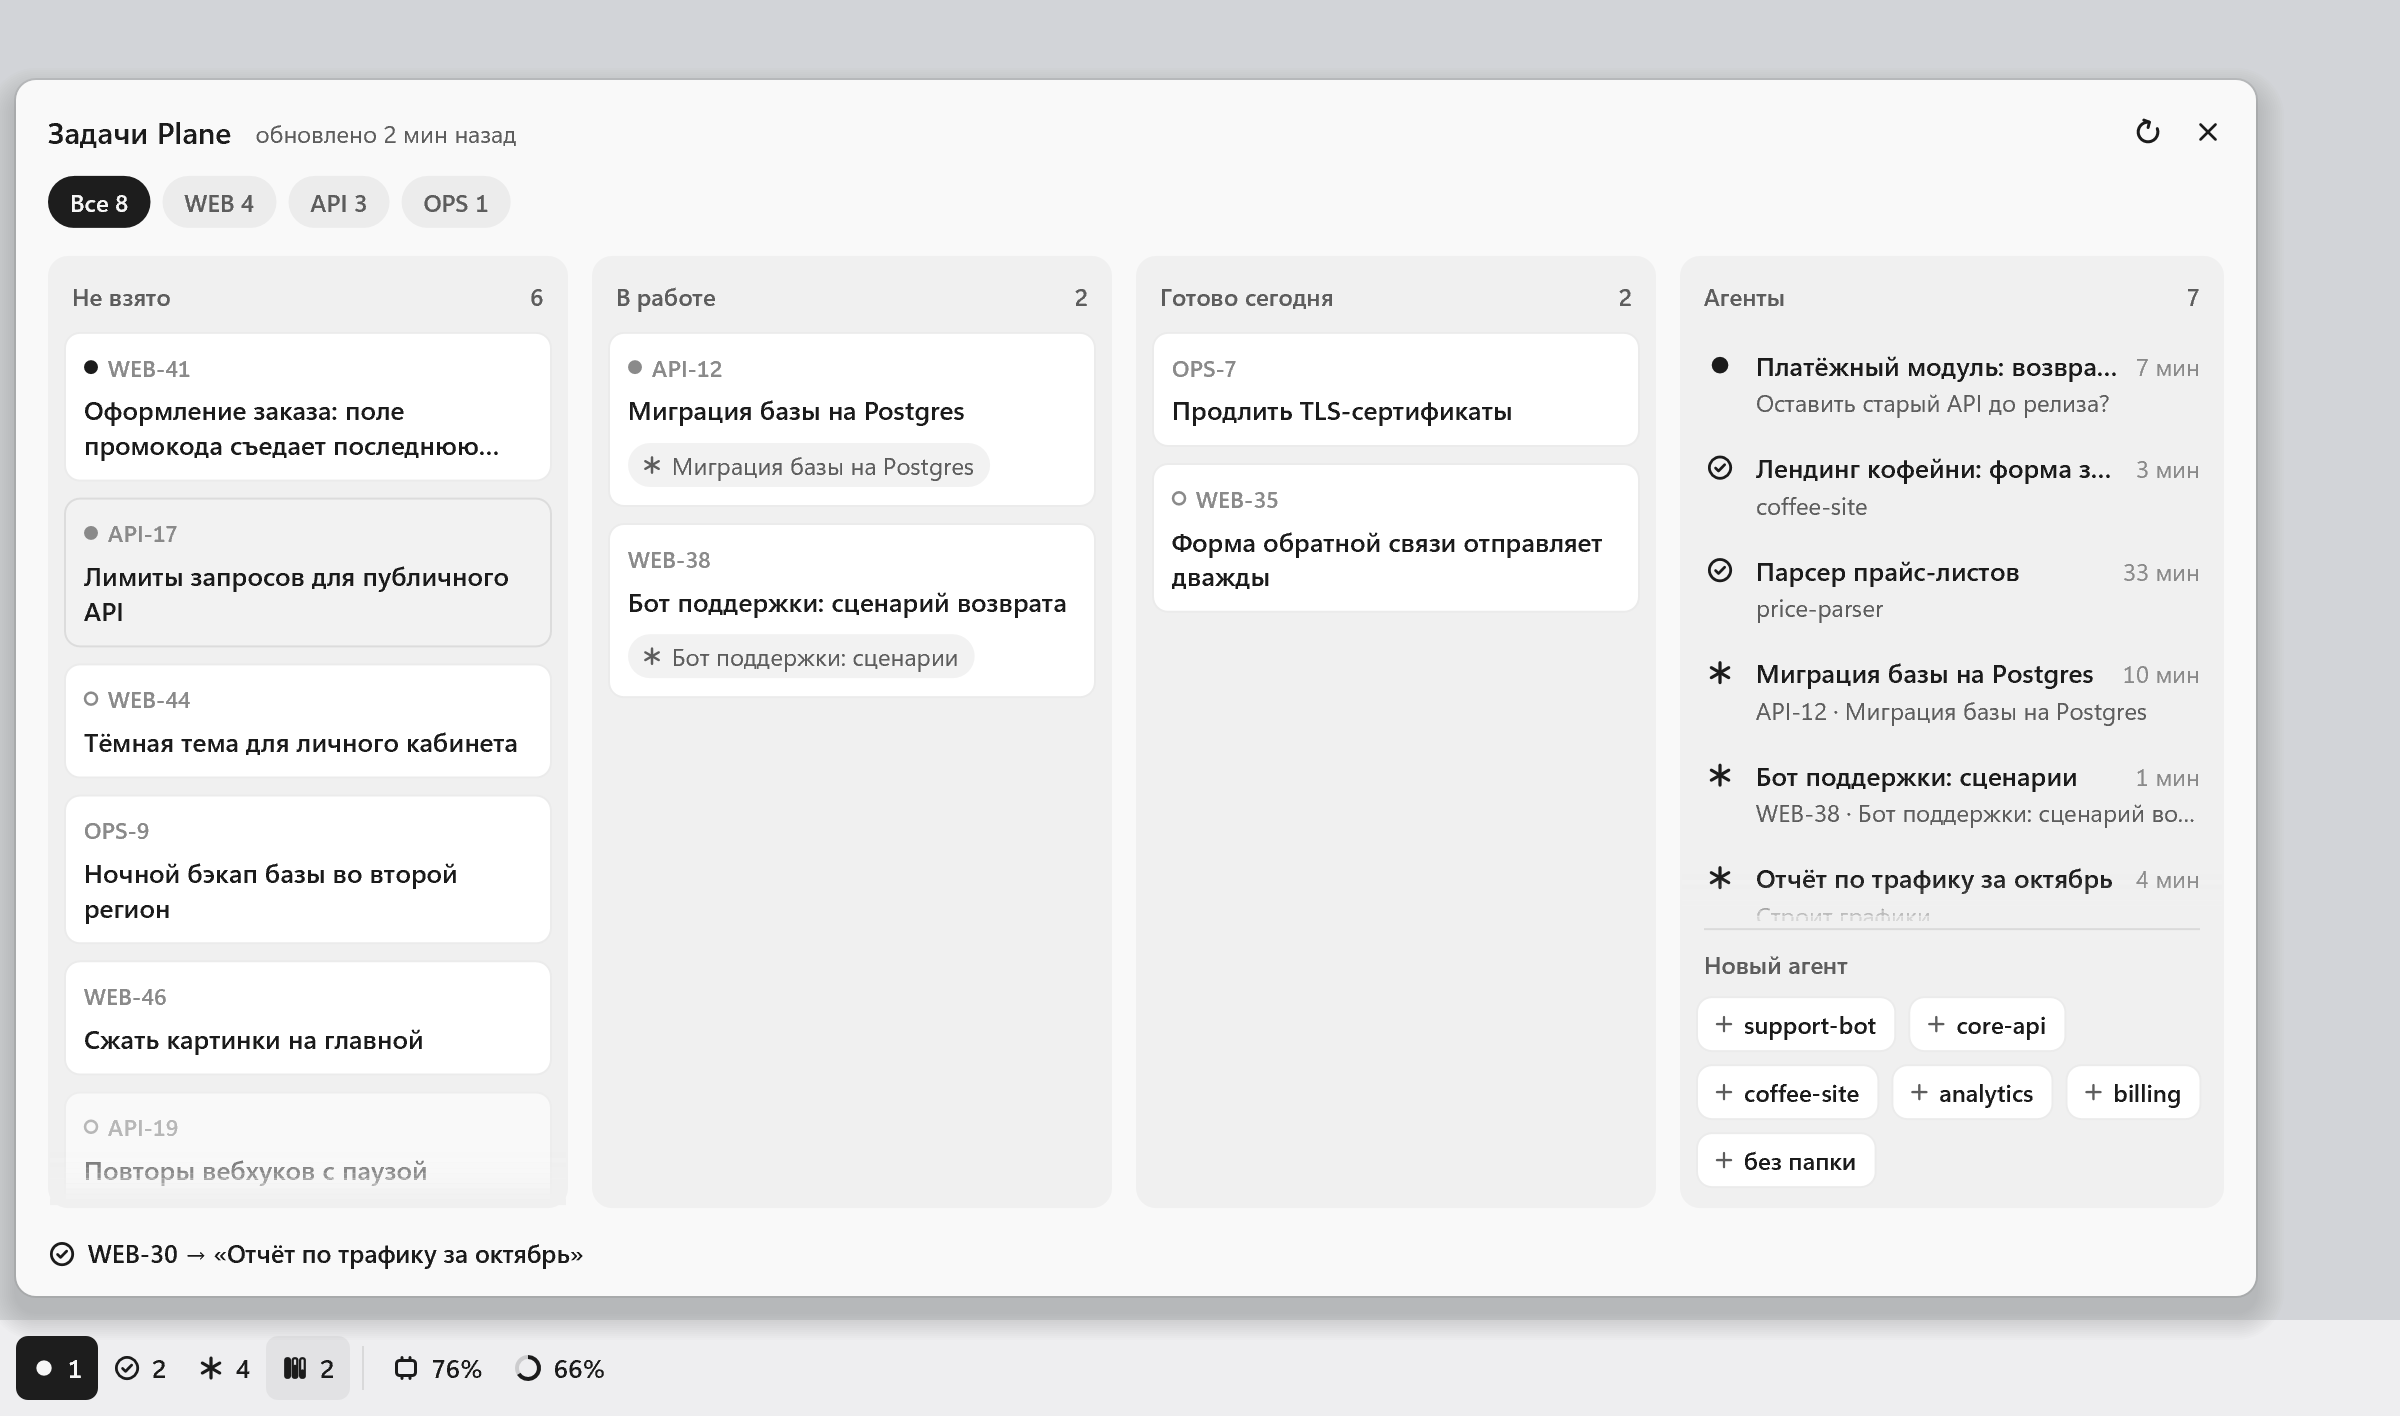 Задачи Plane обновлено 2 мин назад
Все 8 WEB 4 API 3 OPS 1
Не взято 6
WEB-41
Оформление заказа: поле
промокода съедает последнюю...
API-17
Лимиты запросов для публичного
API
WEB-44
Тёмная тема для личного кабинета
OPS-9
Ночной бэкап базы во второй
регион
WEB-46
Сжать картинки на главной
API-19
Повторы вебхуков с паузой
В работе 2
API-12
Миграция базы на Postgres
Миграция базы на Postgres
WEB-38
Бот поддержки: сценарий возврата
Бот поддержки: сценарии
Готово сегодня 2
OPS-7
Продлить TLS-сертификаты
WEB-35
Форма обратной связи отправляет
дважды
Агенты 7
Платёжный модуль: возвра... 7 мин
Оставить старый API до релиза?
Лендинг кофейни: форма з... 3 мин
coffee-site
Парсер прайс-листов 33 мин
price-parser
Миграция базы на Postgres 10 мин
API-12 · Миграция базы на Postgres
Бот поддержки: сценарии 1 мин
WEB-38 · Бот поддержки: сценарий во...
Отчёт по трафику за октябрь 4 мин
Строит графики
Новый агент
+ support-bot + core-api
+ coffee-site + analytics + billing
+ без папки
WEB-30 → «Отчёт по трафику за октябрь»
1 2 4 2 76% 66%